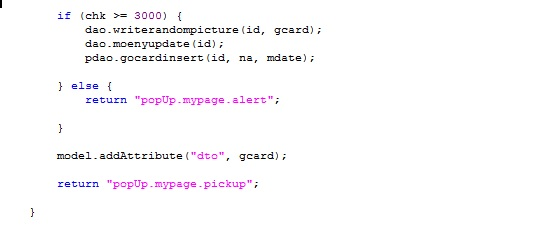 if (chk >= 3000) {
dao.writerandompicture(id, gcard);
dao.moenyupdate(id);
pdao.gocardinsert(id, na, mdate);
} else {
return "popUp.mypage.alert";
}
model.addAttribute("dto", gcard);
return "popUp.mypage.pickup";
}